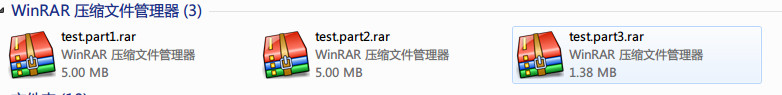 WinRAR 压缩文件管理器 (3)
test.part1.rar
WinRAR 压缩文件管理器
5.00 MB
test.part2.rar
WinRAR 压缩文件管理器
5.00 MB
test.part3.rar
WinRAR 压缩文件管理器
1.38 MB